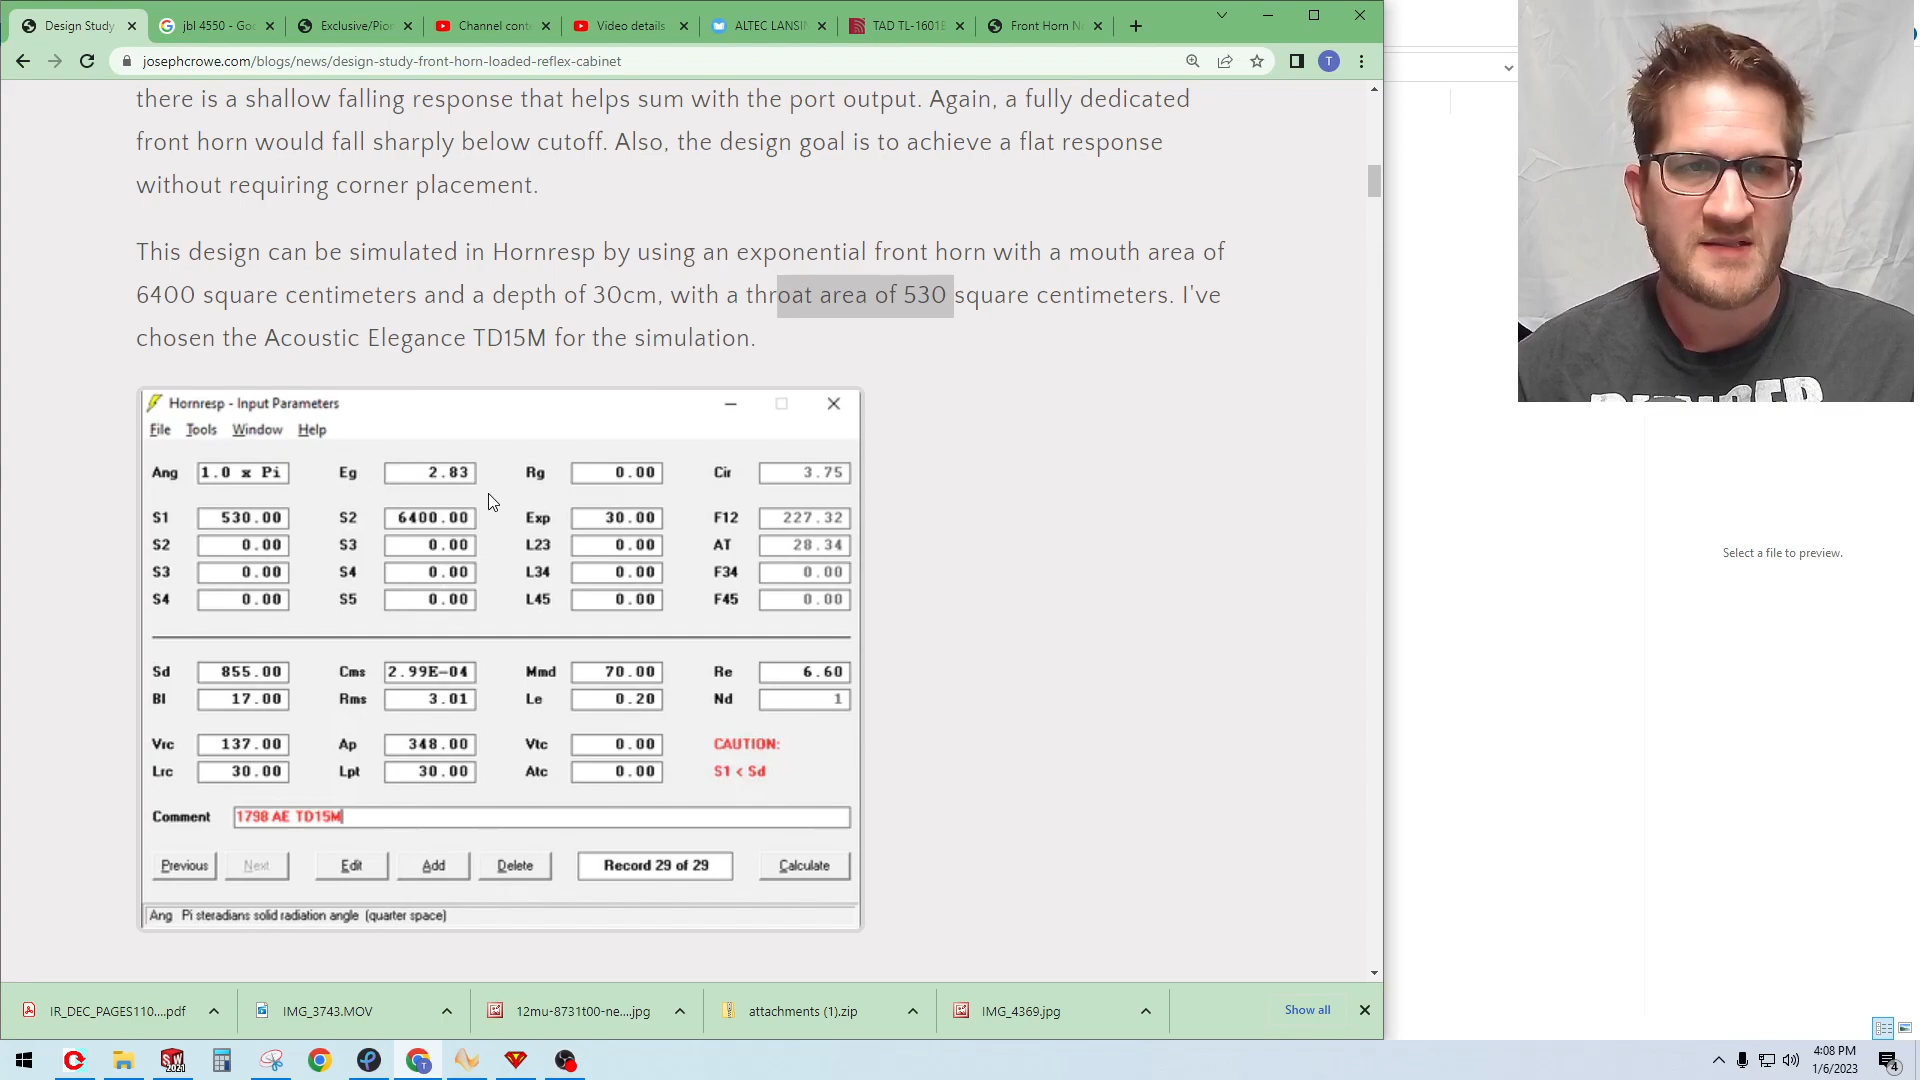 Design Study
jbl 4550 - Goo
Exclusive/Pion
Channel cont
Video details
ALTEC LANSIN
TAD TL-1601B
Front Horn N
josephcrowe.com/blogs/news/design-study-front-horn-loaded-reflex-cabinet
T
there is a shallow falling response that helps sum with the port output. Again, a fully dedicated
front horn would fall sharply below cutoff. Also, the design goal is to achieve a flat response
without requiring corner placement.
This design can be simulated in Hornresp by using an exponential front horn with a mouth area of
6400 square centimeters and a depth of 30cm, with a throat area of 530 square centimeters. I've
chosen the Acoustic Elegance TD15M for the simulation.
Hornresp - Input Parameters
File Tools Window Help
Ang 1.0 x Pi Eg 2.83 Rg 0.00 Cir 3.75
S1 530.00 S2 6400.00 Exp 30.00 F12 227.32
S2 0.00 S3 0.00 L23 0.00 AT 28.34
S3 0.00 S4 0.00 L34 0.00 F34 0.00
S4 0.00 S5 0.00 L45 0.00 F45 0.00
Sd 855.00 Cms 2.99E-04 Mmd 70.00 Re 6.60
Bl 17.00 Rms 3.01 Le 0.20 Nd 1
Vrc 137.00 Ap 348.00 Vtc 0.00 CAUTION:
Lrc 30.00 Lpt 30.00 Atc 0.00 S1 < Sd
Comment 1798 AE TD15M
Previous Next Edit Add Delete Record 29 of 29 Calculate
Ang Pi steradians solid radiation angle (quarter space)
Select a file to preview.
IR_DEC_PAGES110....pdf
IMG_3743.MOV
12mu-8731t00-ne....jpg
attachments (1).zip
IMG_4369.jpg
Show all
SW
2021
T
4:08 PM
1/6/2023
4